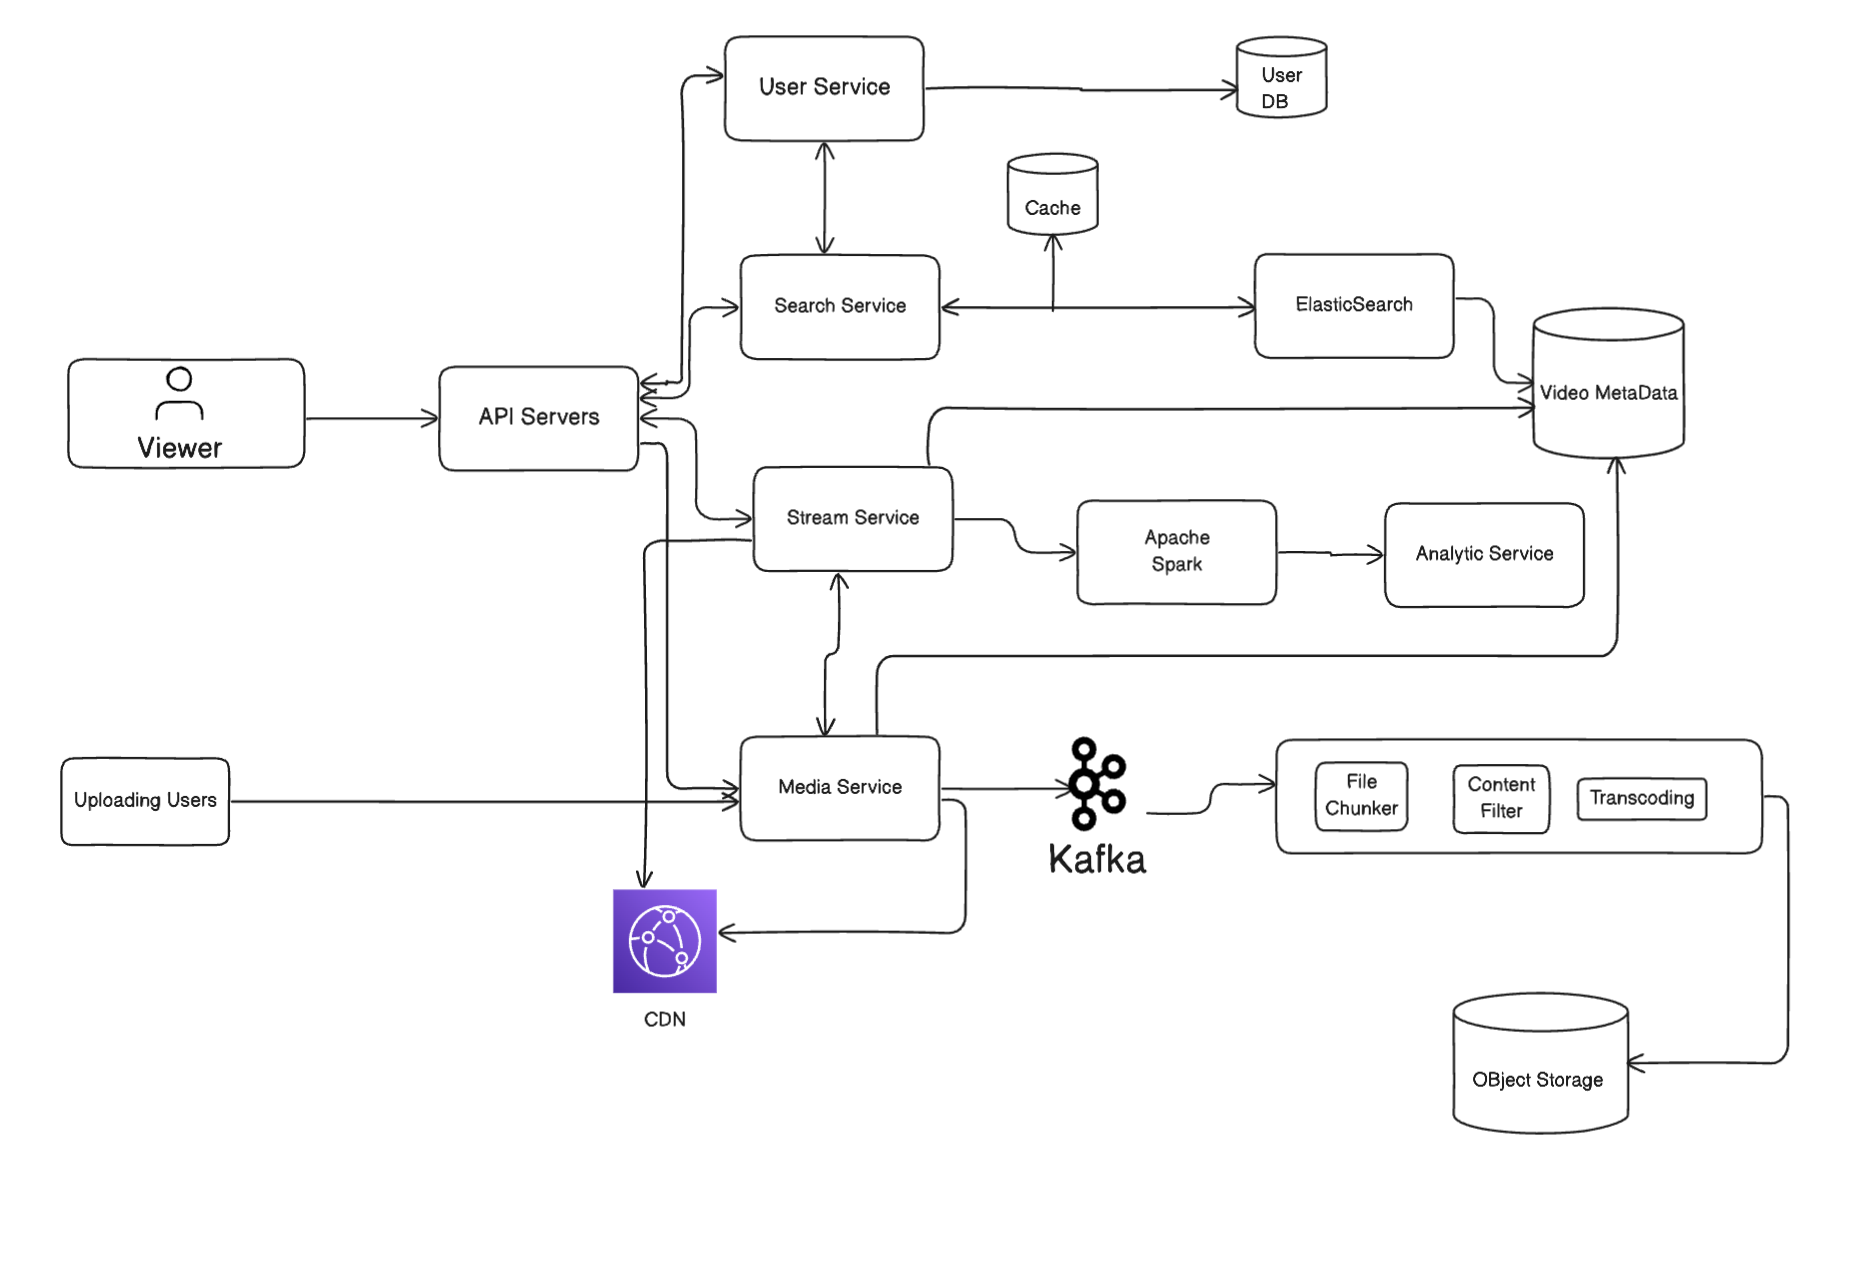 User Service
User
DB
Cache
Search Service
ElasticSearch
Video MetaData
Viewer
API Servers
Stream Service
Apache
Spark
Analytic Service
Uploading Users
Media Service
Kafka
File
Chunker
Content
Filter
Transcoding
CDN
OBject Storage